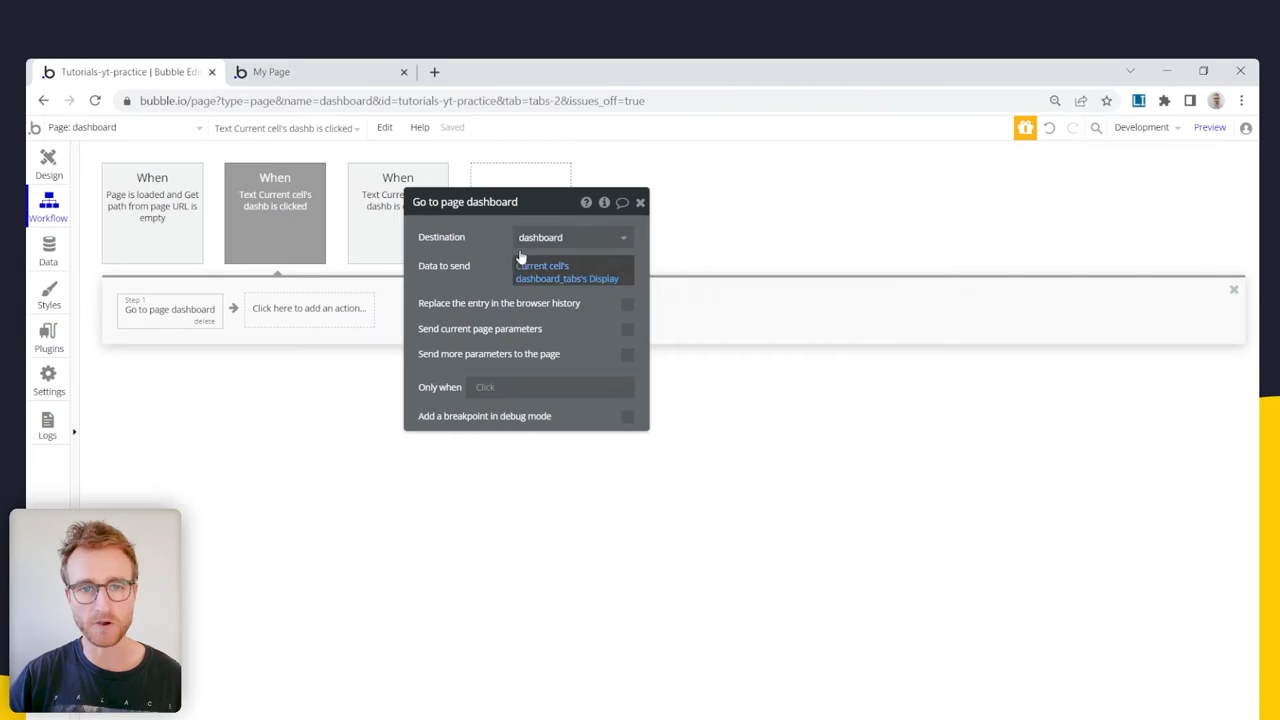 Tutorials-yt-practice | Bubble Edi
My Page
bubble.io/page?type=page&name=dashboard&id=tutorials-yt-practice&tab=tabs-2&issues_off=true
Page: dashboard
Text Current cell's dashb is clicked
Edit
Help
Saved
Development
Preview
Design
Workflow
Data
Styles
Plugins
Settings
Logs
When
Page is loaded and Get
path from page URL is
empty
When
Text Current cell's
dashb is clicked
When
Text Curre
dashb is c
Step 1
Go to page dashboard
delete
Click here to add an action...
Go to page dashboard
Destination
dashboard
Data to send
Current cell's
dashboard_tabs's Display
Replace the entry in the browser history
Send current page parameters
Send more parameters to the page
Only when
Click
Add a breakpoint in debug mode
P A L A C E